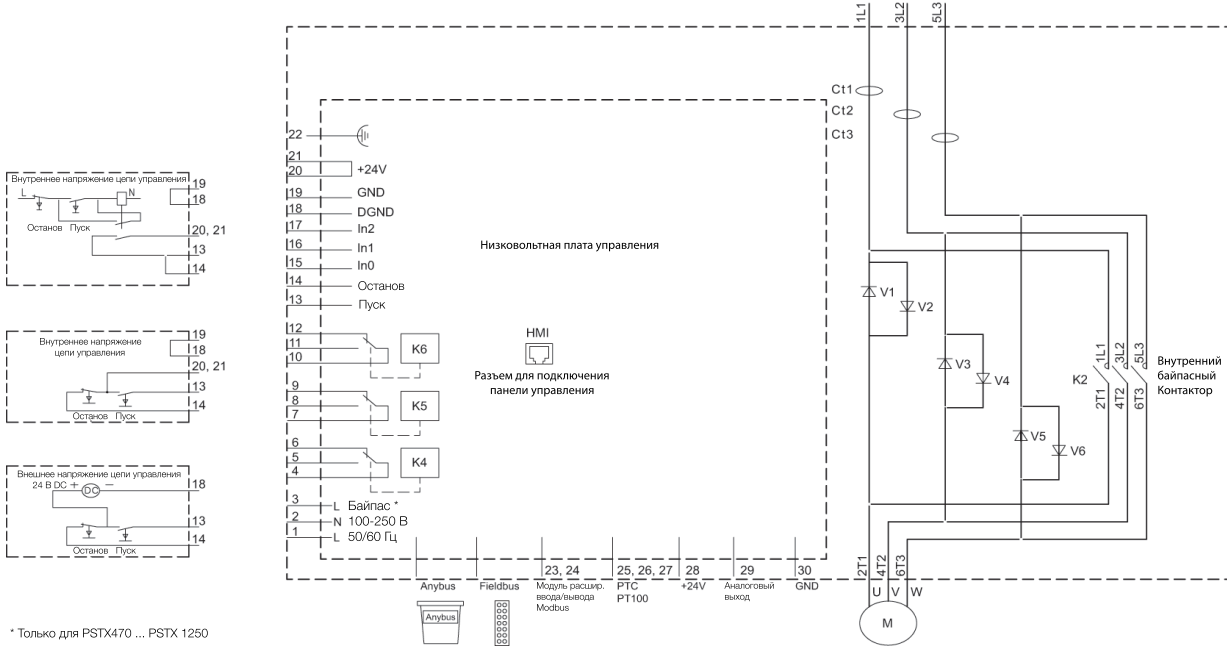 1L1
3L2
5L3
Ct1
Ct2
Ct3
22
21
20
+24V
19
GND
18
DGND
17
In2
16
In1
15
In0
14
Останов
13
Пуск
12
11
10
K6
9
8
7
K5
6
5
4
K4
3
L Байпас *
2
N 100-250 В
1
L 50/60 Гц
Низковольтная плата управления
HMI
Разъем для подключения
панели управления
Внутреннее напряжение цепи управления
L
N
Останов Пуск
19
18
20, 21
13
14
Внутреннее напряжение
цепи управления
19
18
20, 21
13
14
Останов Пуск
Внешнее напряжение цепи управления
24 В DC + DC −
18
13
14
Останов Пуск
V1
V2
V3
V4
V5
V6
K2
1L1
3L2
5L3
2T1
4T2
6T3
Внутренний
байпасный
Контактор
23, 24
25, 26, 27
28
29
30
Anybus
Fieldbus
Модуль расшир.
ввода/вывода
Modbus
PTC
PT100
+24V
Аналоговый
выход
GND
Anybus
2T1
4T2
6T3
U
V
W
M
* Только для PSTX470 ... PSTX 1250